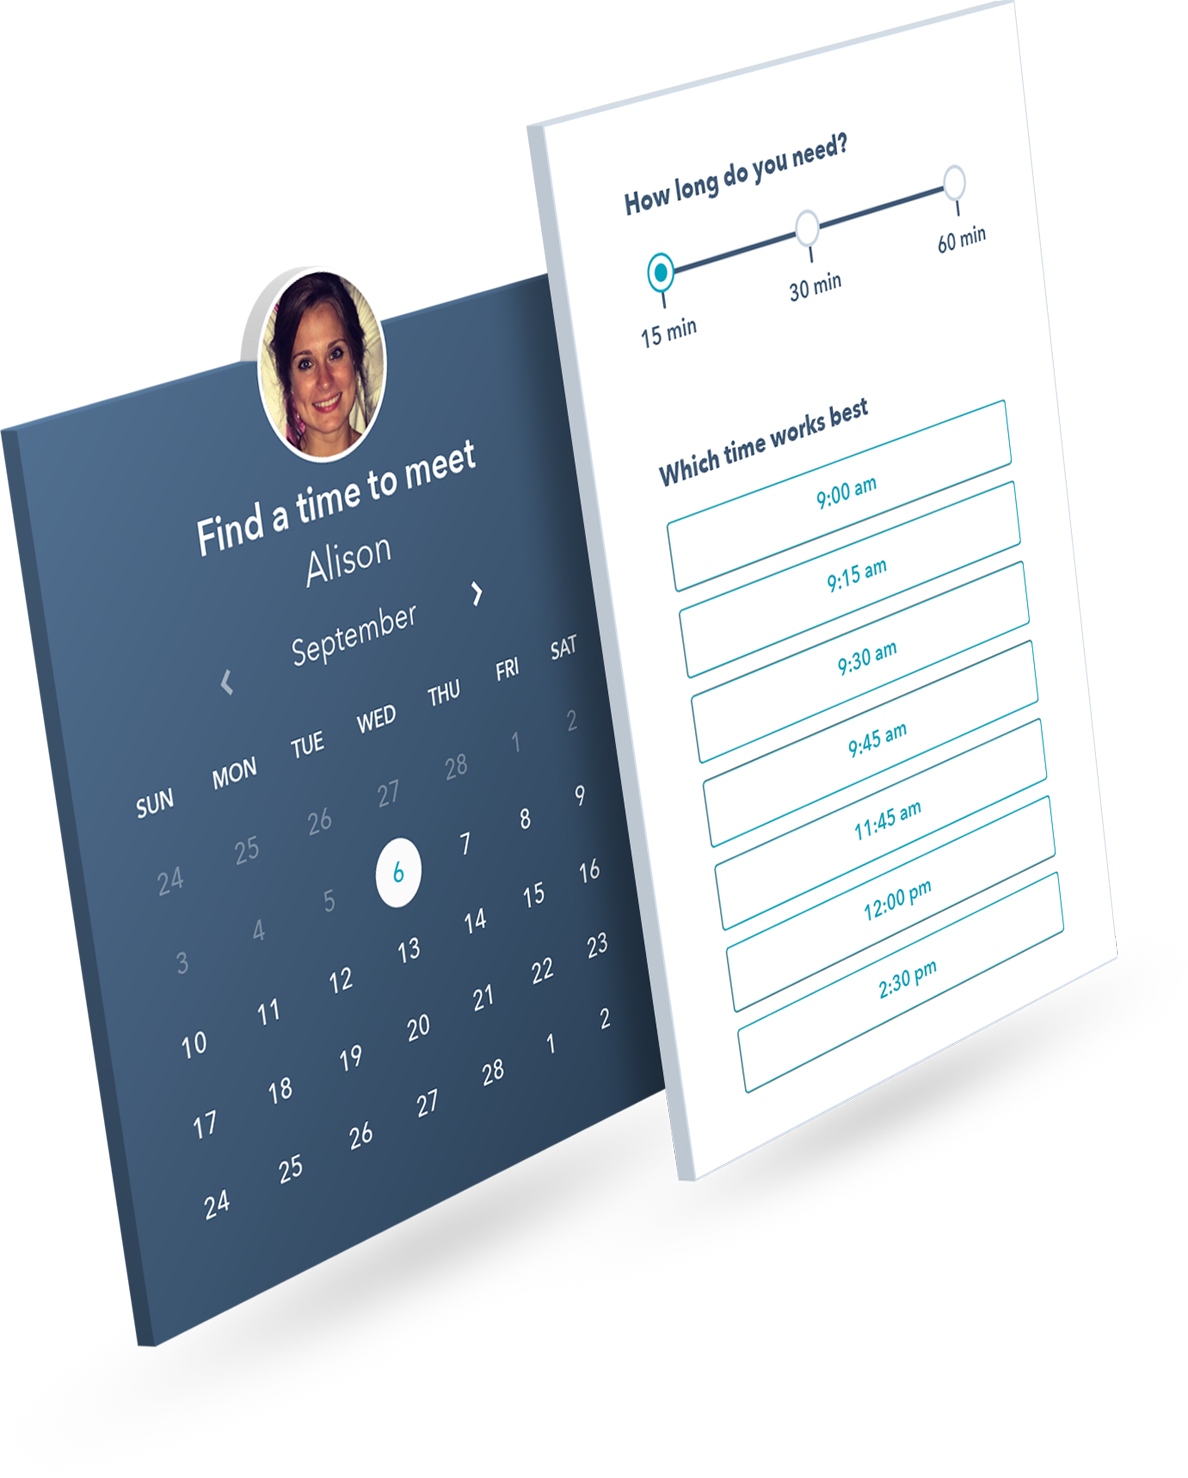 Find a time to meet
Alison
September
SUN MON TUE WED THU FRI SAT
24 25 26 27 28 1 2
3 4 5 6 7 8 9
10 11 12 13 14 15 16
17 18 19 20 21 22 23
24 25 26 27 28 1 2
How long do you need?
15 min 30 min 60 min
Which time works best
9:00 am
9:15 am
9:30 am
9:45 am
11:45 am
12:00 pm
2:30 pm